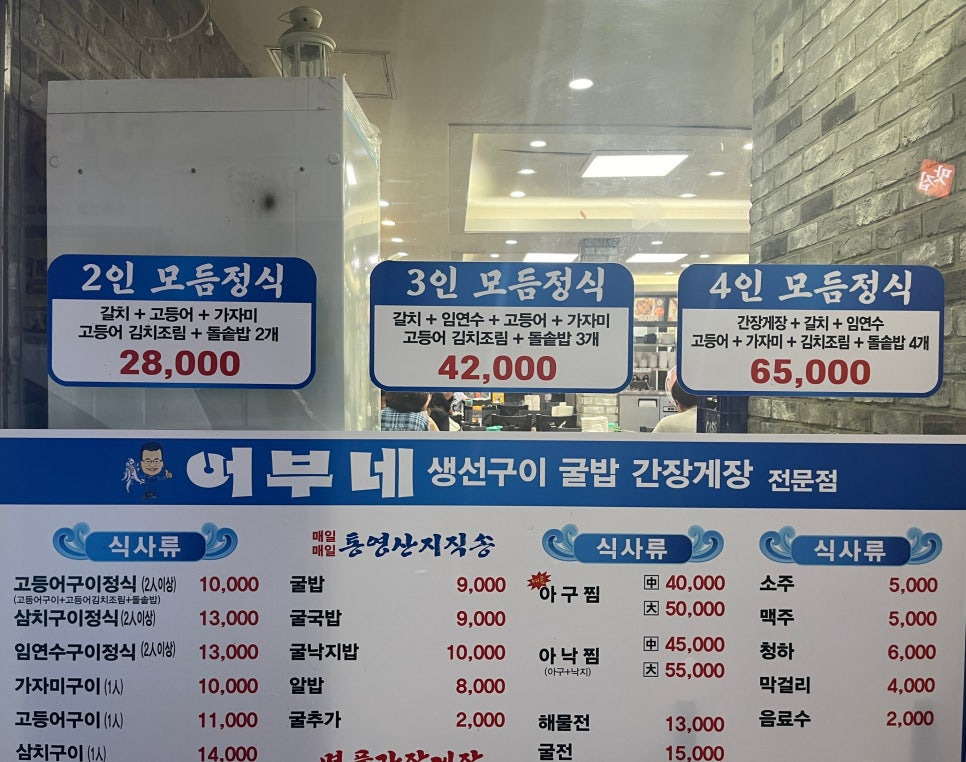 맛집
2인 모듬정식
갈치 + 고등어 + 가자미
고등어 김치조림 + 돌솥밥 2개
28,000
3인 모듬정식
갈치 + 임연수 + 고등어 + 가자미
고등어 김치조림 + 돌솥밥 3개
42,000
4인 모듬정식
간장게장 + 갈치 + 임연수
고등어 + 가자미 + 김치조림 + 돌솥밥 4개
65,000
어부네 생선구이 굴밥 간장게장 전문점
식사류
고등어구이정식 (2人이상) 10,000
(고등어구이+고등어김치조림+돌솥밥)
삼치구이정식 (2人이상) 13,000
임연수구이정식 (2人이상) 13,000
가자미구이 (1人) 10,000
고등어구이 (1人) 11,000
삼치구이 (1人) 14,000
매일
매일 통영산지직송
굴밥 9,000
굴국밥 9,000
굴낙지밥 10,000
알밥 8,000
굴추가 2,000
명품간장게장
식사류
아구찜 中 40,000
大 50,000
아낙찜 中 45,000
(아구+낙지) 大 55,000
해물전 13,000
굴전 15,000
식사류
소주 5,000
맥주 5,000
청하 6,000
막걸리 4,000
음료수 2,000